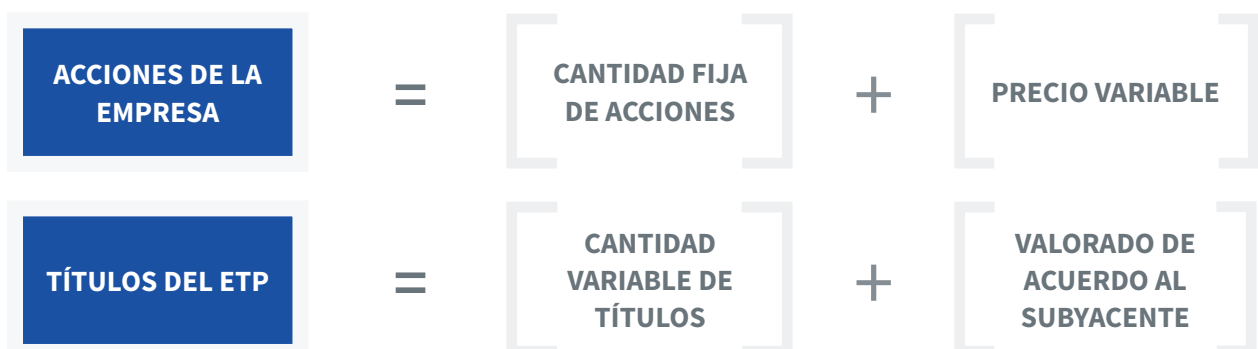 ACCIONES DE LA
EMPRESA
=
CANTIDAD FIJA
DE ACCIONES
+
PRECIO VARIABLE
TÍTULOS DEL ETP
=
CANTIDAD
VARIABLE DE
TÍTULOS
+
VALORADO DE
ACUERDO AL
SUBYACENTE